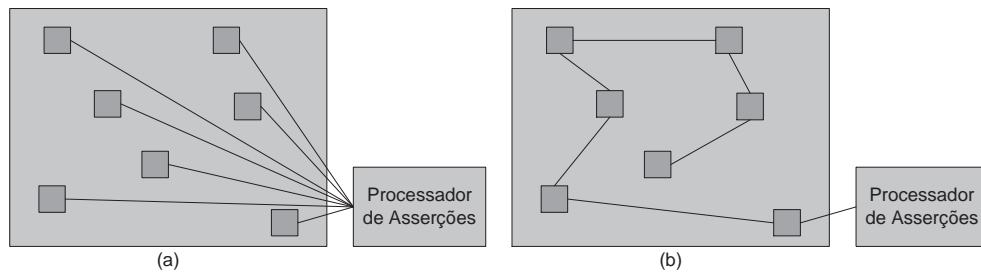 Processador
de Asserções
Processador
de Asserções
(a)
(b)